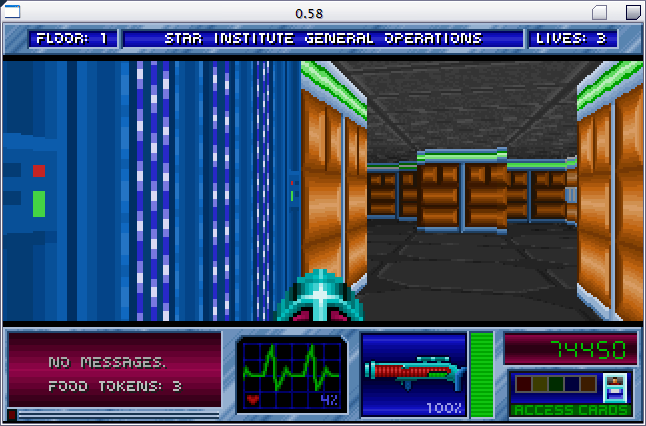 0.58
FLOOR: 1
STAR INSTITUTE GENERAL OPERATIONS
LIVES: 3
NO MESSAGES.
FOOD TOKENS: 3
4%
100%
74450
ACCESS CARDS